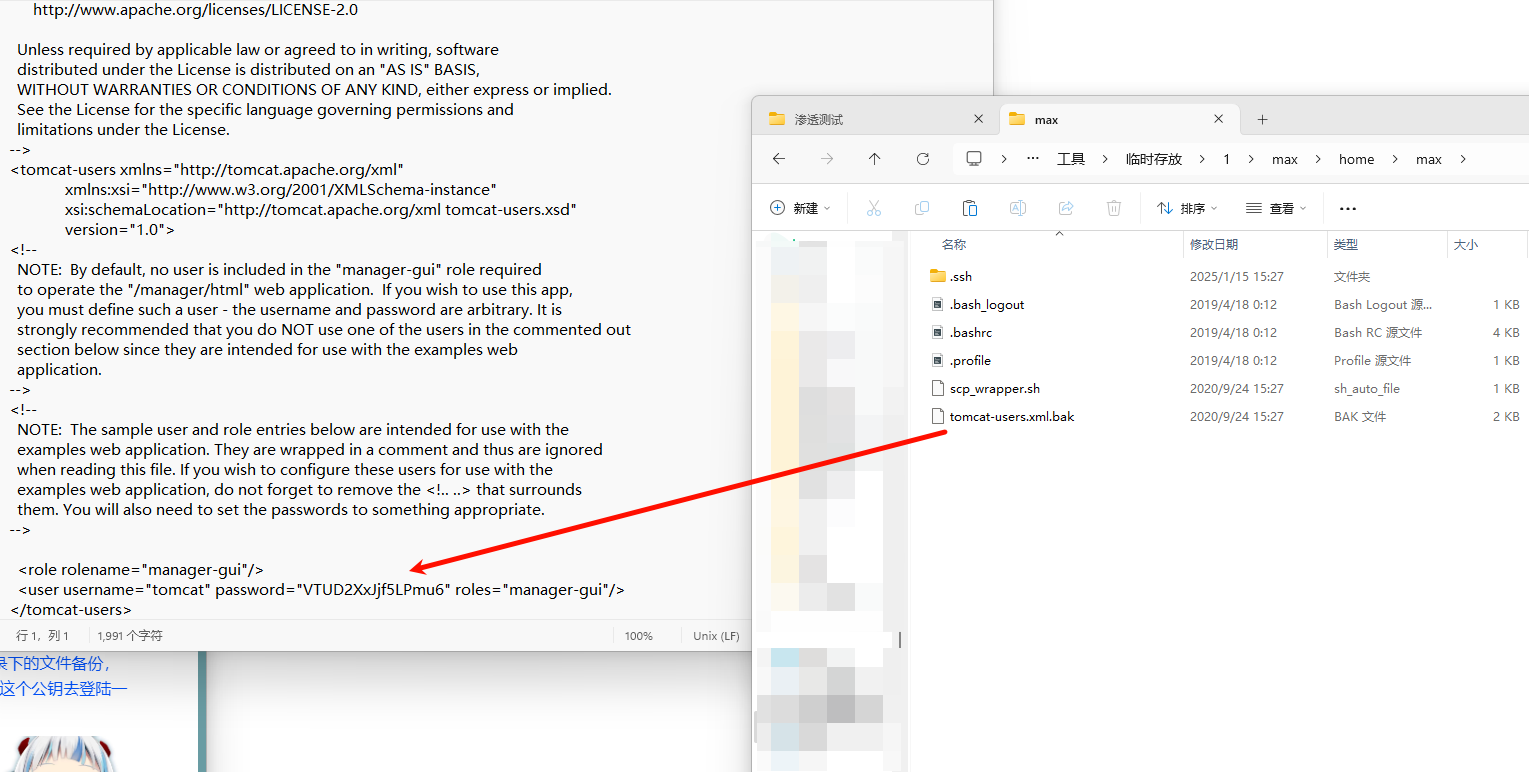 http://www.apache.org/licenses/LICENSE-2.0
Unless required by applicable law or agreed to in writing, software
distributed under the License is distributed on an "AS IS" BASIS,
WITHOUT WARRANTIES OR CONDITIONS OF ANY KIND, either express or implied.
See the License for the specific language governing permissions and
limitations under the License.
-->
<tomcat-users xmlns="http://tomcat.apache.org/xml"
xmlns:xsi="http://www.w3.org/2001/XMLSchema-instance"
xsi:schemaLocation="http://tomcat.apache.org/xml tomcat-users.xsd"
version="1.0">
<!--
NOTE:  By default, no user is included in the "manager-gui" role required
to operate the "/manager/html" web application.  If you wish to use this app,
you must define such a user - the username and password are arbitrary. It is
strongly recommended that you do NOT use one of the users in the commented out
section below since they are intended for use with the examples web
application.
-->
<!--
NOTE:  The sample user and role entries below are intended for use with the
examples web application. They are wrapped in a comment and thus are ignored
when reading this file. If you wish to configure these users for use with the
examples web application, do not forget to remove the <!.. ..> that surrounds
them. You will also need to set the passwords to something appropriate.
-->
<role rolename="manager-gui"/>
<user username="tomcat" password="VTUD2XxJjf5LPmu6" roles="manager-gui"/>
</tomcat-users>
行 1，列 1 1,991 个字符 100% Unix (LF)
录下的文件备份，
这个公钥去登陆一
渗透测试 max
工具 临时存放 1 max home max
新建 排序 查看
名称 修改日期 类型 大小
.ssh 2025/1/15 15:27 文件夹
.bash_logout 2019/4/18 0:12 Bash Logout 源... 1 KB
.bashrc 2019/4/18 0:12 Bash RC 源文件 4 KB
.profile 2019/4/18 0:12 Profile 源文件 1 KB
scp_wrapper.sh 2020/9/24 15:27 sh_auto_file 1 KB
tomcat-users.xml.bak 2020/9/24 15:27 BAK 文件 2 KB